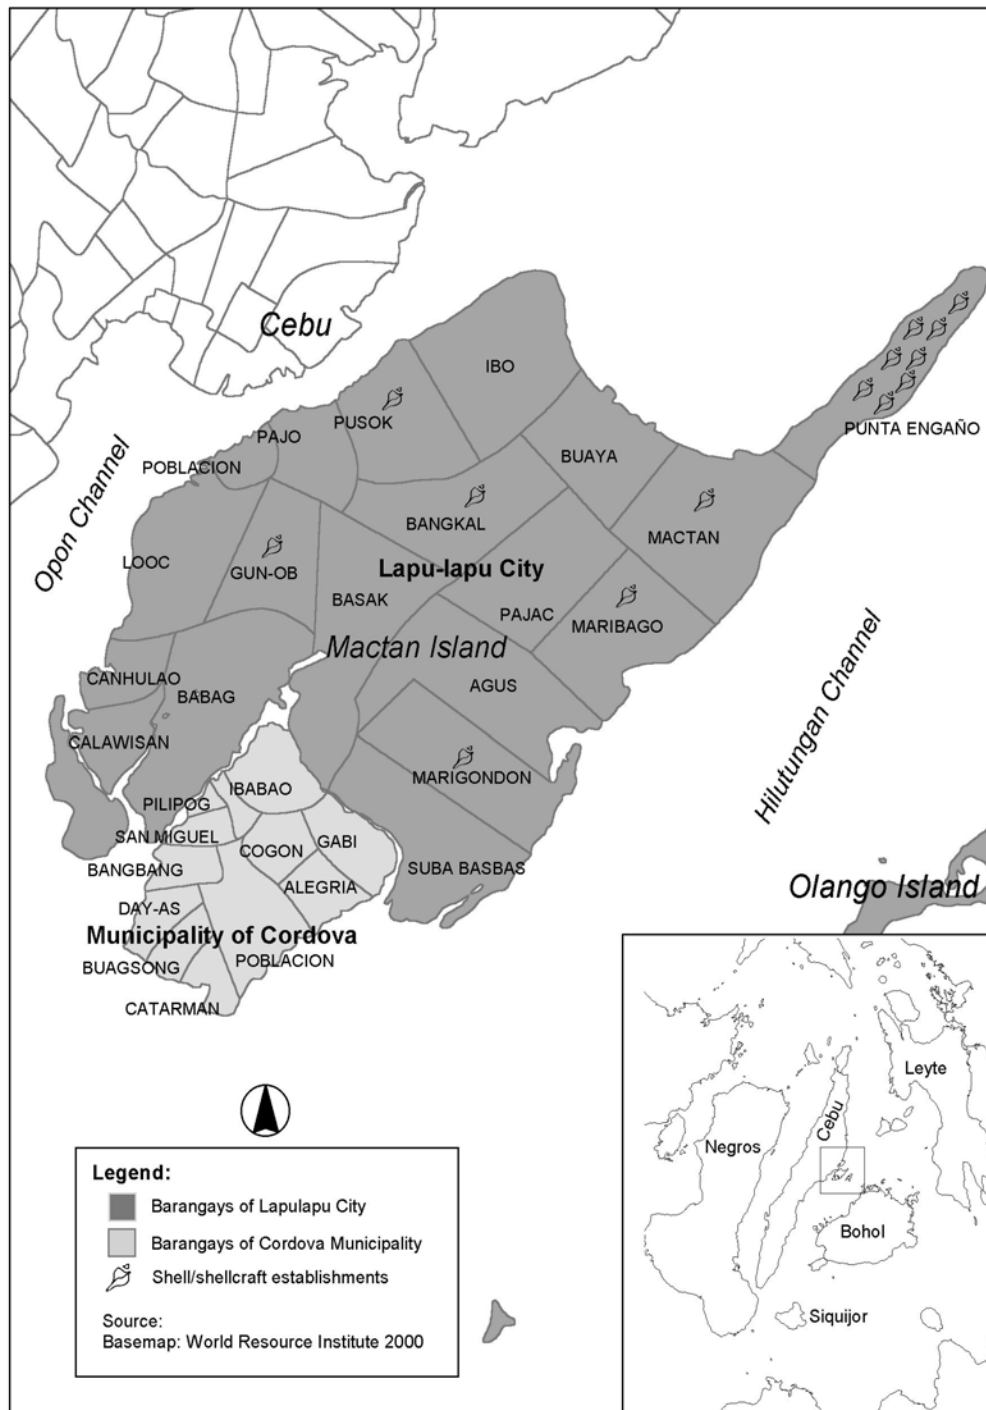 Cebu
IBO
PUSOK
PAJO
PUNTA ENGAÑO
BUAYA
POBLACION
Opon Channel
BANGKAL
MACTAN
LOOC
GUN-OB
Lapu-lapu City
BASAK
PAJAC
MARIBAGO
Mactan Island
CANHULAO
BABAG
AGUS
Hilutungan Channel
CALAWISAN
MARIGONDON
IBABAO
PILIPOG
SAN MIGUEL
COGON
GABI
BANGBANG
SUBA BASBAS
ALEGRIA
Olango Island
DAY-AS
Municipality of Cordova
BUAGSONG
POBLACION
CATARMAN
Leyte
Cebu
Negros
Bohol
Siquijor
Legend:
Barangays of Lapulapu City
Barangays of Cordova Municipality
Shell/shellcraft establishments
Source:
Basemap: World Resource Institute 2000